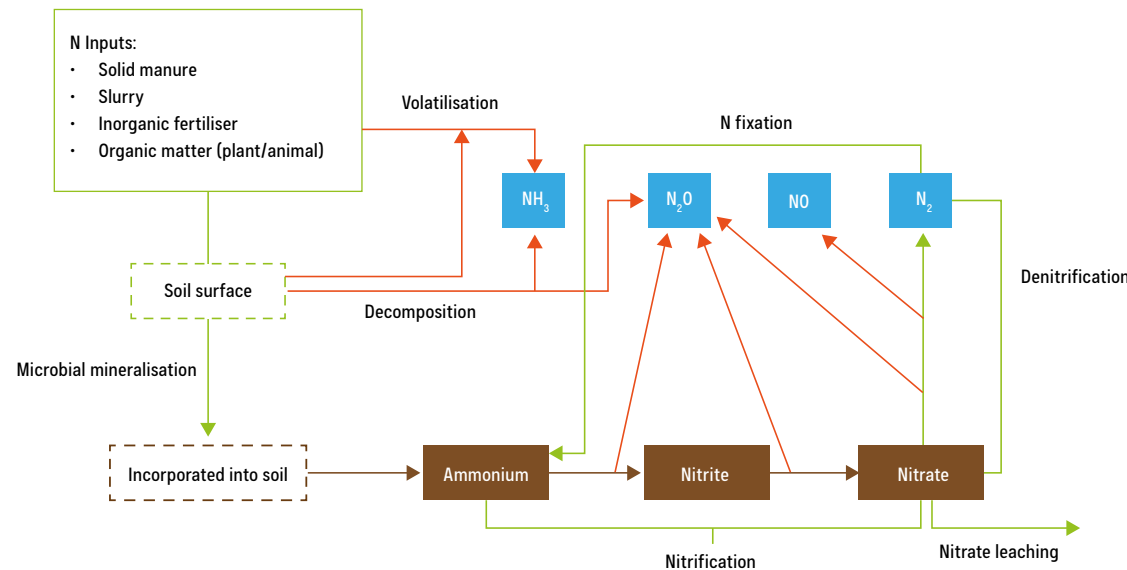 N Inputs:
• Solid manure
• Slurry
• Inorganic fertiliser
• Organic matter (plant/animal)
Volatilisation
N fixation
NH₃
N₂O
NO
N₂
Soil surface
Decomposition
Denitrification
Microbial mineralisation
Incorporated into soil
Ammonium
Nitrite
Nitrate
Nitrification
Nitrate leaching